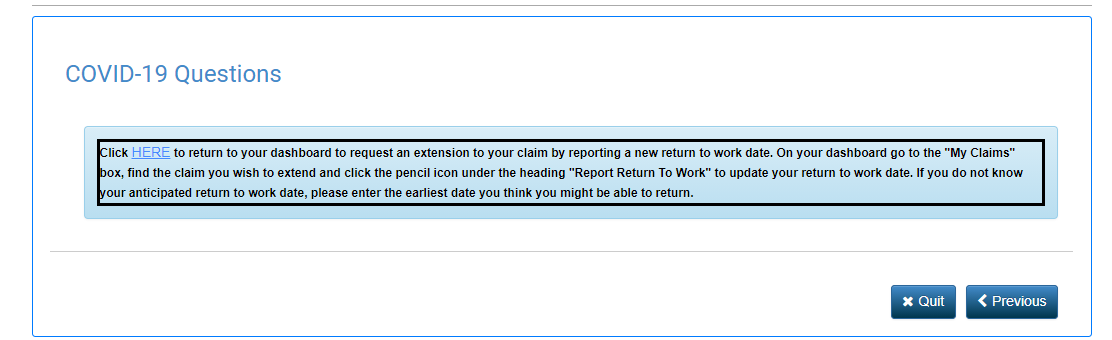 COVID-19 Questions
Click HERE to return to your dashboard to request an extension to your claim by reporting a new return to work date. On your dashboard go to the "My Claims"
box, find the claim you wish to extend and click the pencil icon under the heading "Report Return To Work" to update your return to work date. If you do not know
your anticipated return to work date, please enter the earliest date you think you might be able to return.
Quit
Previous